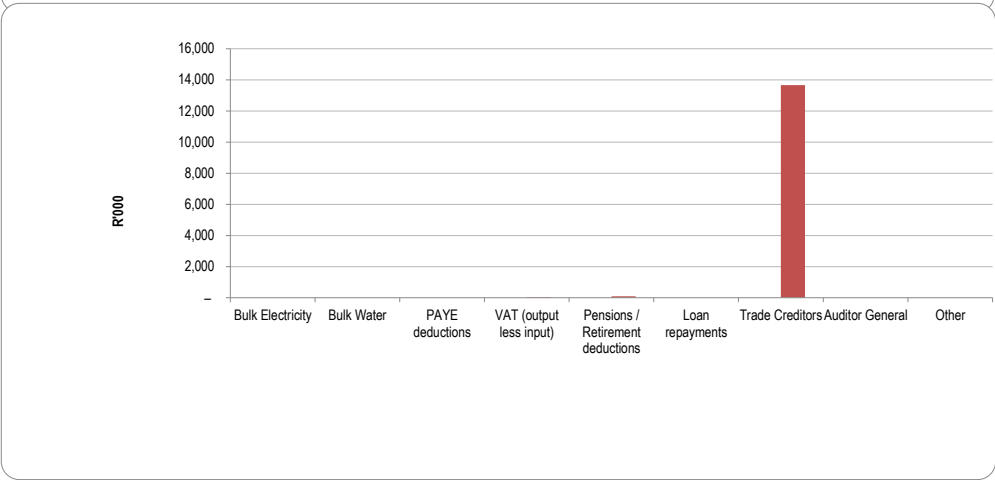 16,000
14,000
12,000
10,000
8,000
6,000
4,000
2,000
–
R'000
Bulk Electricity
Bulk Water
PAYE
deductions
VAT (output
less input)
Pensions /
Retirement
deductions
Loan
repayments
Trade Creditors
Auditor General
Other